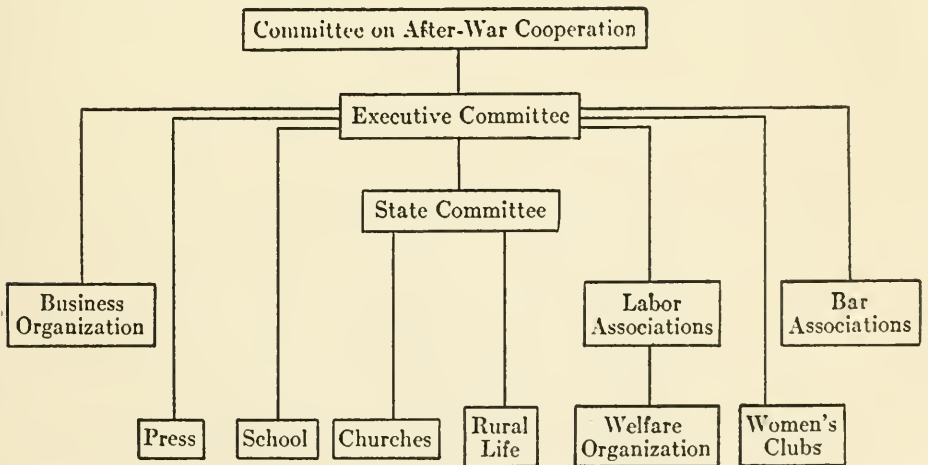 Committee on After-War Cooperation
Executive Committee
State Committee
Business
Organization
Labor
Associations
Bar
Associations
Press
School
Churches
Rural
Life
Welfare
Organization
Women's
Clubs